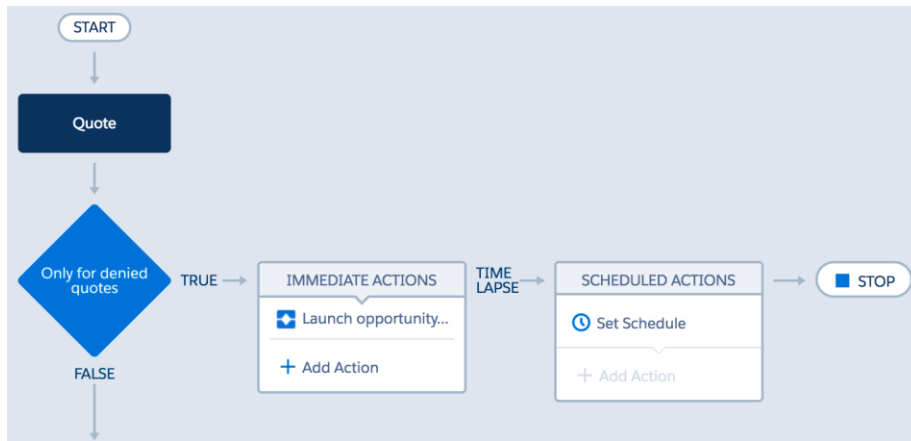 START
Quote
Only for denied
quotes
TRUE
IMMEDIATE ACTIONS
Launch opportunity...
+ Add Action
TIME
LAPSE
SCHEDULED ACTIONS
Set Schedule
+ Add Action
STOP
FALSE